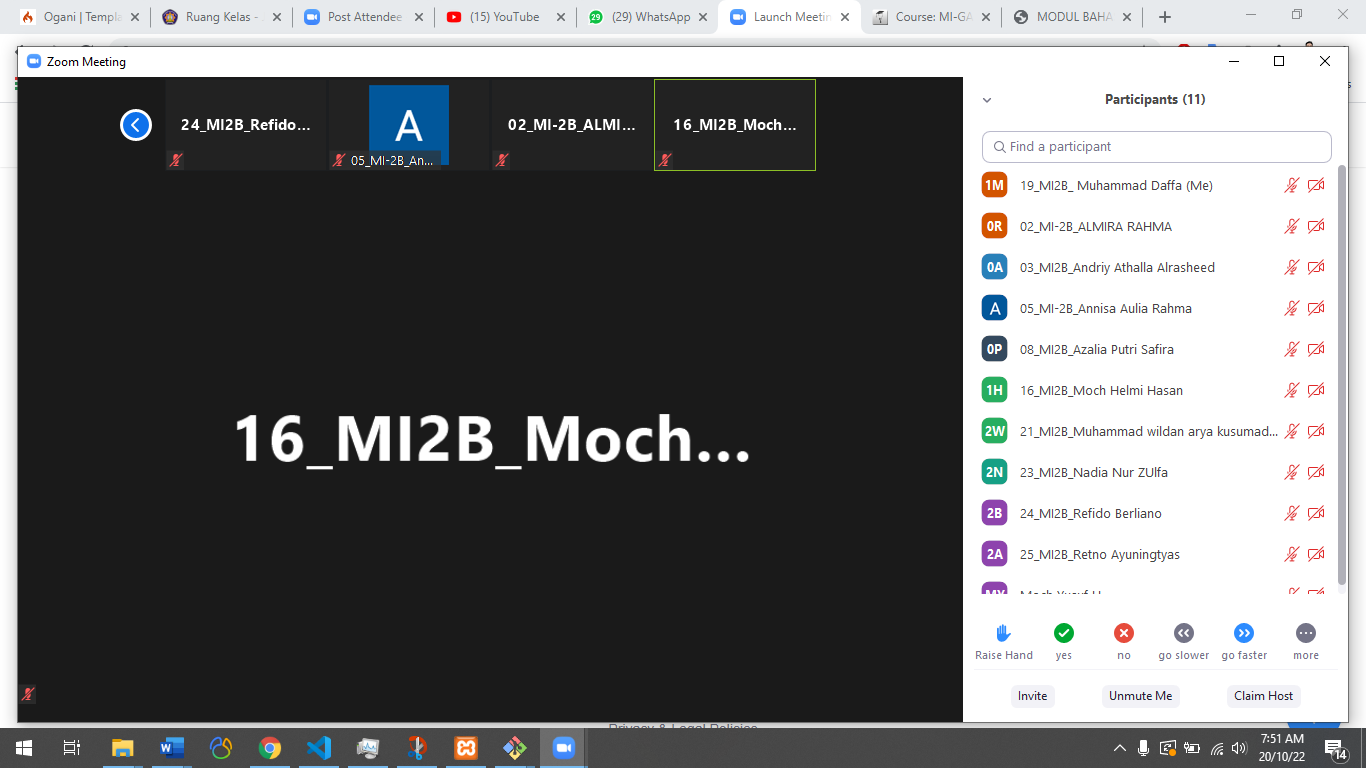 Ogani | Templa
Ruang Kelas -
Post Attendee
(15) YouTube
(29) WhatsApp
Launch Meetin
Course: MI-GA
MODUL BAHA
Zoom Meeting
24_MI2B_Refido...
A
05_MI-2B_An...
02_MI-2B_ALMI...
16_MI2B_Moch...
16_MI2B_Moch...
Participants (11)
Find a participant
1M 19_MI2B_ Muhammad Daffa (Me)
0R 02_MI-2B_ALMIRA RAHMA
0A 03_MI2B_Andriy Athalla Alrasheed
A 05_MI-2B_Annisa Aulia Rahma
0P 08_MI2B_Azalia Putri Safira
1H 16_MI2B_Moch Helmi Hasan
2W 21_MI2B_Muhammad wildan arya kusumad...
2N 23_MI2B_Nadia Nur ZUlfa
2B 24_MI2B_Refido Berliano
2A 25_MI2B_Retno Ayuningtyas
MY Moch Yusuf H
Raise Hand
yes
no
go slower
go faster
more
Invite
Unmute Me
Claim Host
Privacy & Legal Policies
7:51 AM
20/10/22
14